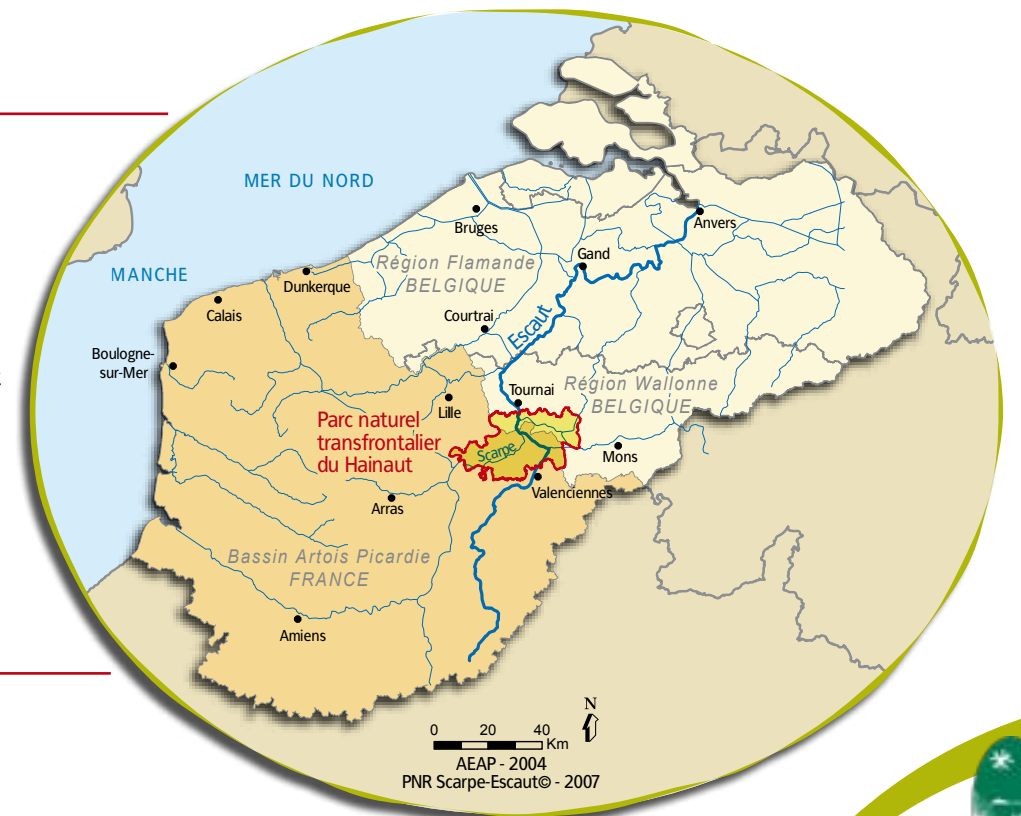 MER DU NORD
MANCHE
Bruges
Anvers
Gand
Région Flamande
BELGIQUE
Dunkerque
Calais
Courtrai
Escaut
Boulogne-
sur-Mer
Tournai
Région Wallonne
BELGIQUE
Lille
Parc naturel
transfrontalier
du Hainaut
Scarpe
Mons
Valenciennes
Arras
Bassin Artois Picardie
FRANCE
Amiens
N
0 20 40
Km
AEAP - 2004
PNR Scarpe-Escaut© - 2007